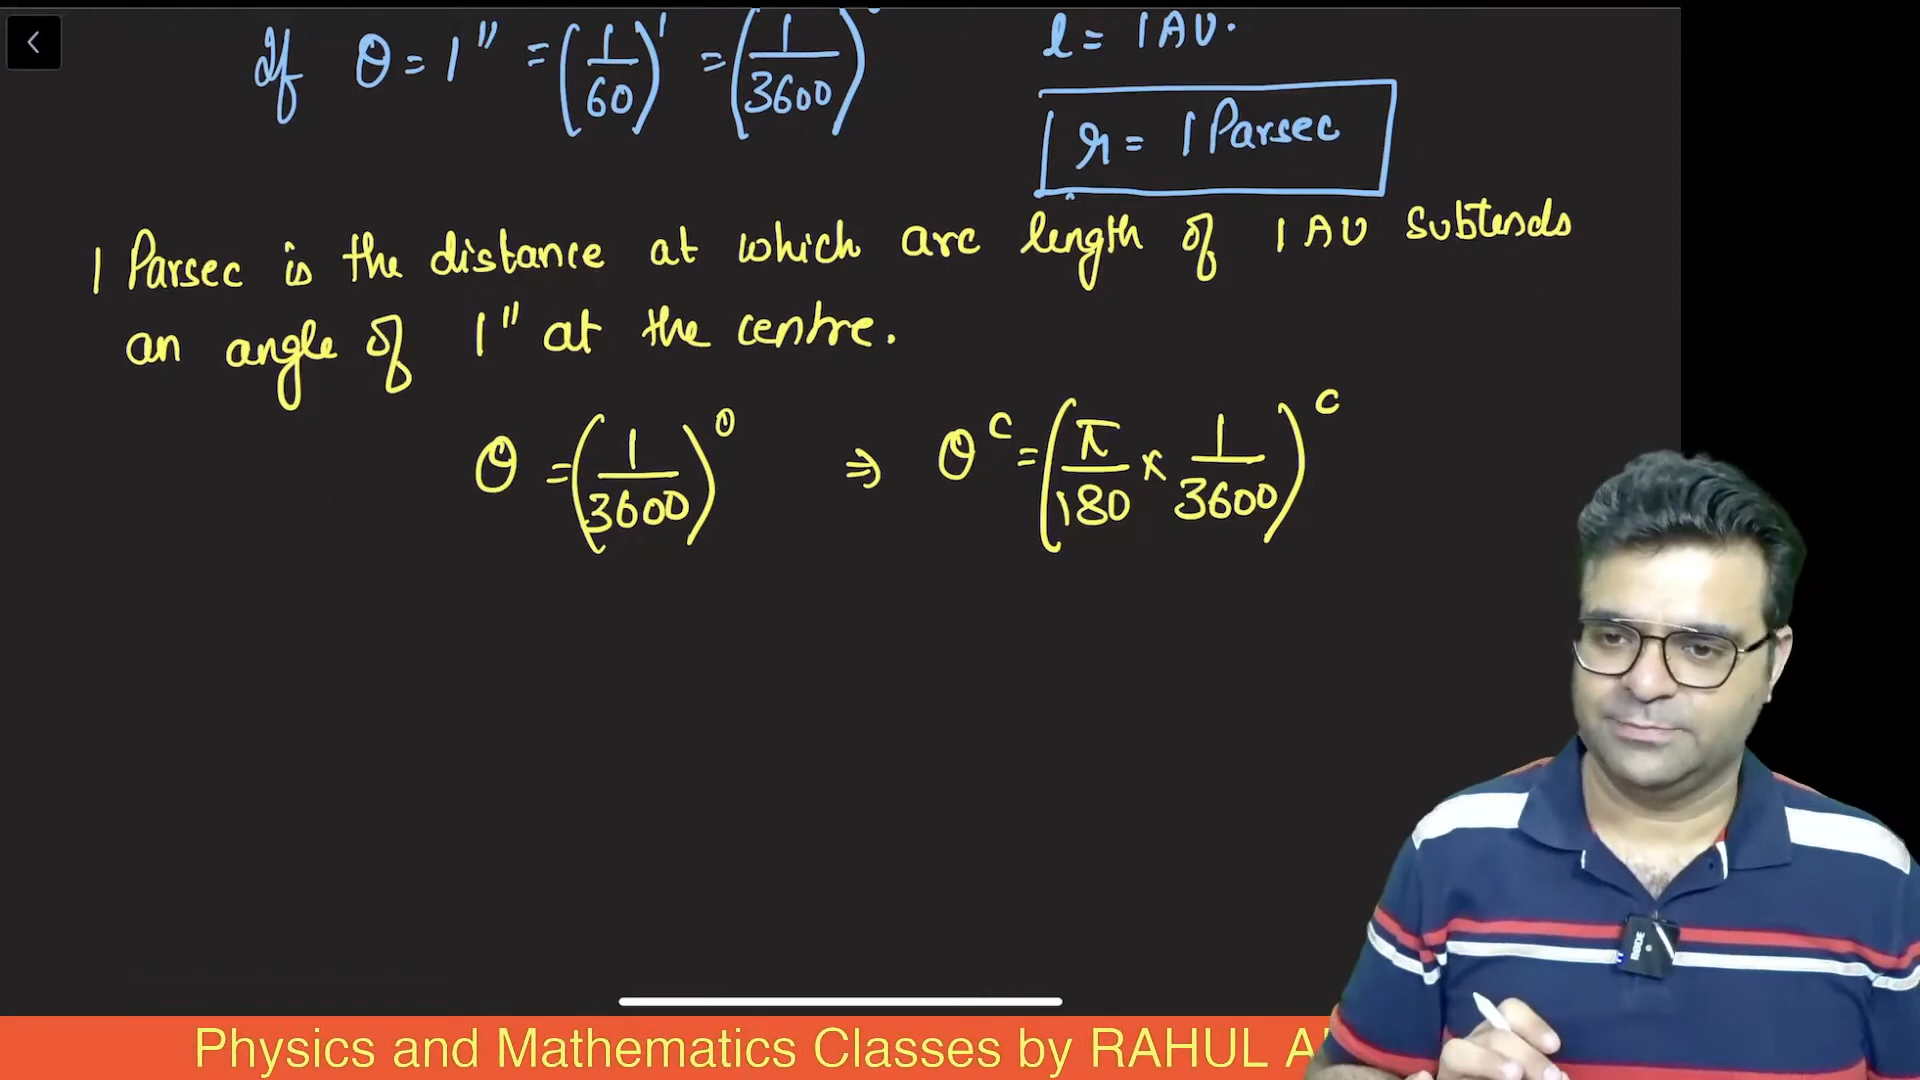 If θ = 1" = (1/60)' = (1/3600)°
l = 1 AU.
r = 1 Parsec
1 Parsec is the distance at which arc length of 1 AU subtends
an angle of 1" at the centre.
θ = (1/3600)° ⇒ θᶜ = (π/180 × 1/3600)ᶜ
RODE
Physics and Mathematics Classes by RAHUL A